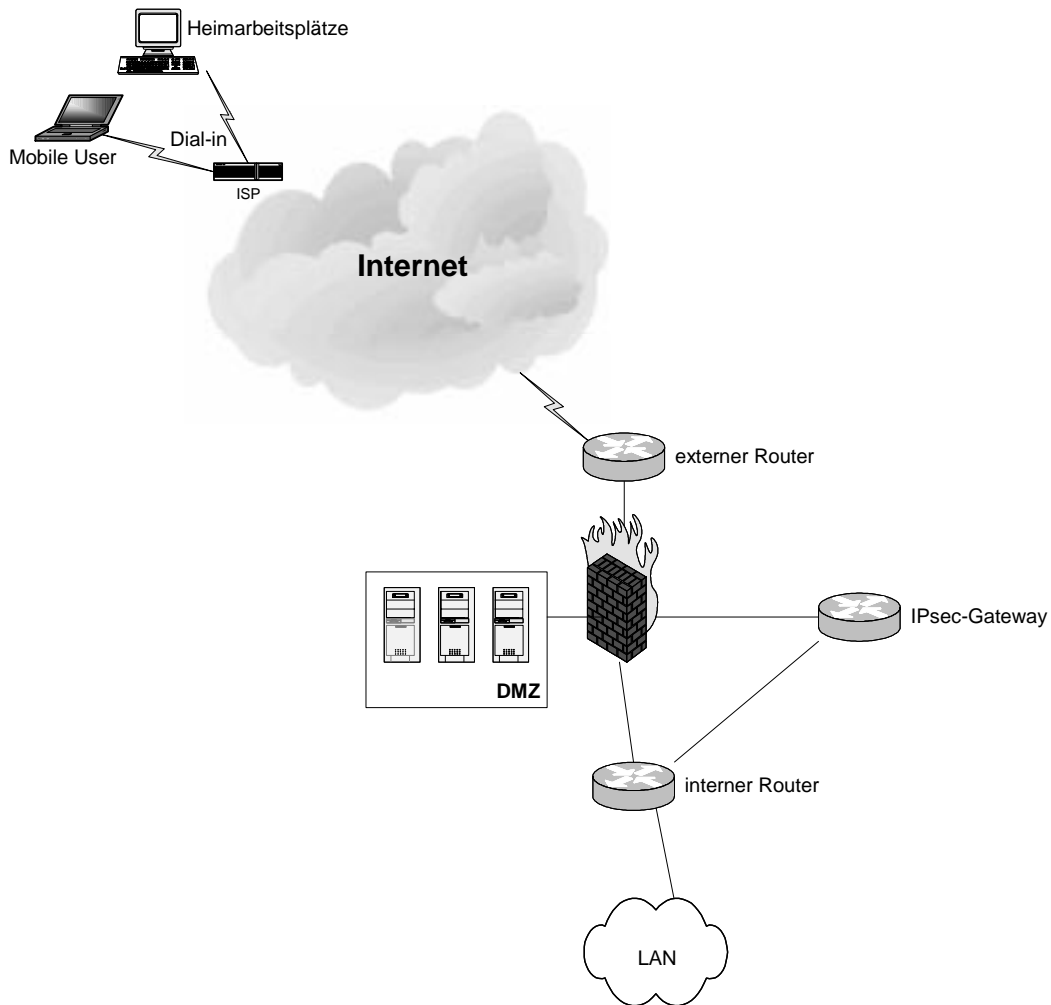 Heimarbeitsplätze
Dial-in
Mobile User
ISP
Internet
externer Router
IPsec-Gateway
DMZ
interner Router
LAN